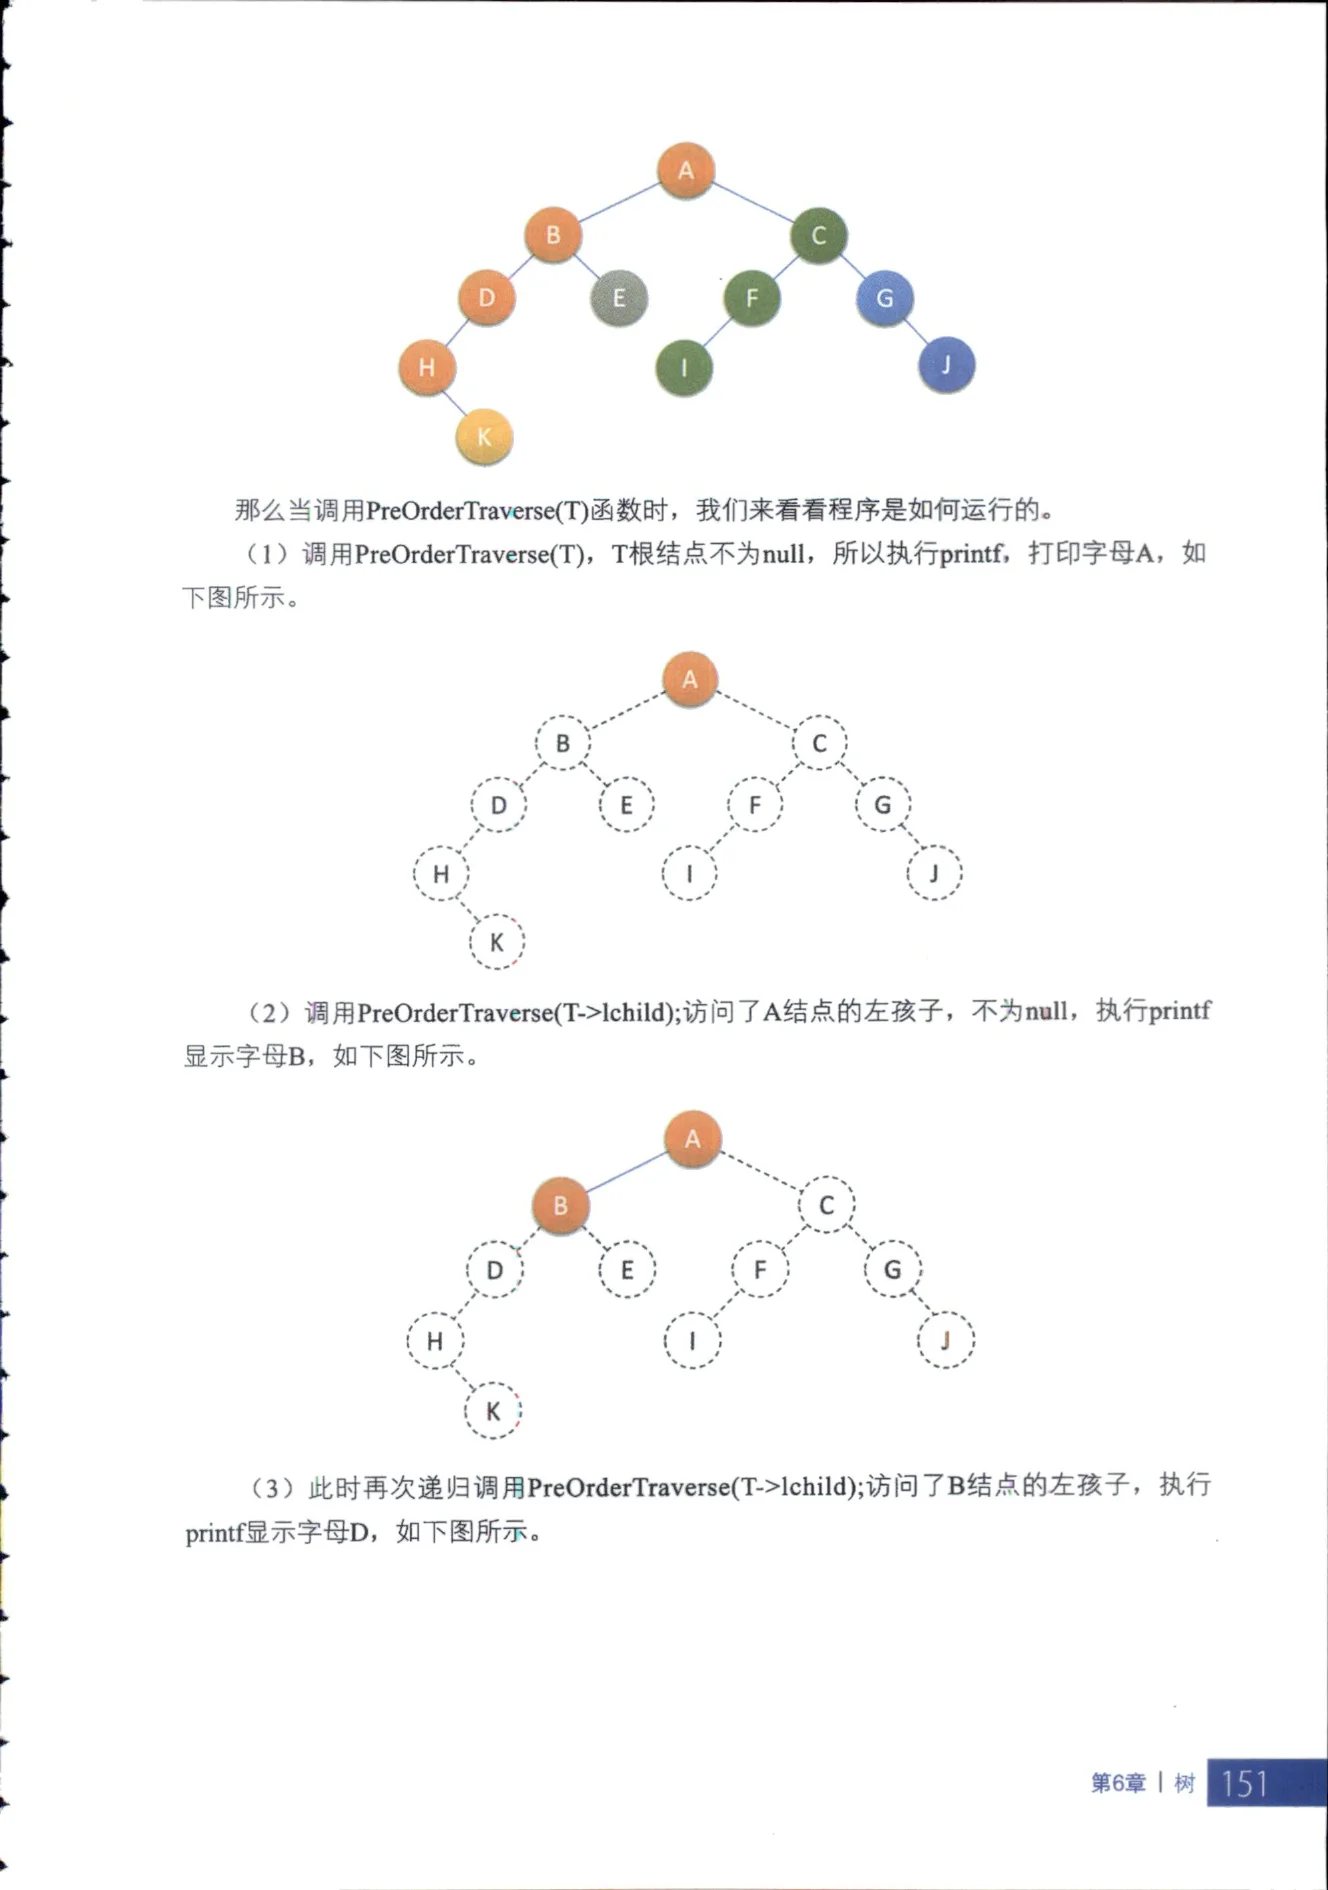 A
B C
D E F G
H I J
K
那么当调用PreOrderTraverse(T)函数时，我们来看看程序是如何运行的。
（1）调用PreOrderTraverse(T)，T根结点不为null，所以执行printf，打印字母A，如
下图所示。
A
B C
D E F G
H I J
K
（2）调用PreOrderTraverse(T->lchild);访问了A结点的左孩子，不为null，执行printf
显示字母B，如下图所示。
A
B C
D E F G
H I J
K
（3）此时再次递归调用PreOrderTraverse(T->lchild);访问了B结点的左孩子，执行
printf显示字母D，如下图所示。
第6章 | 树 151